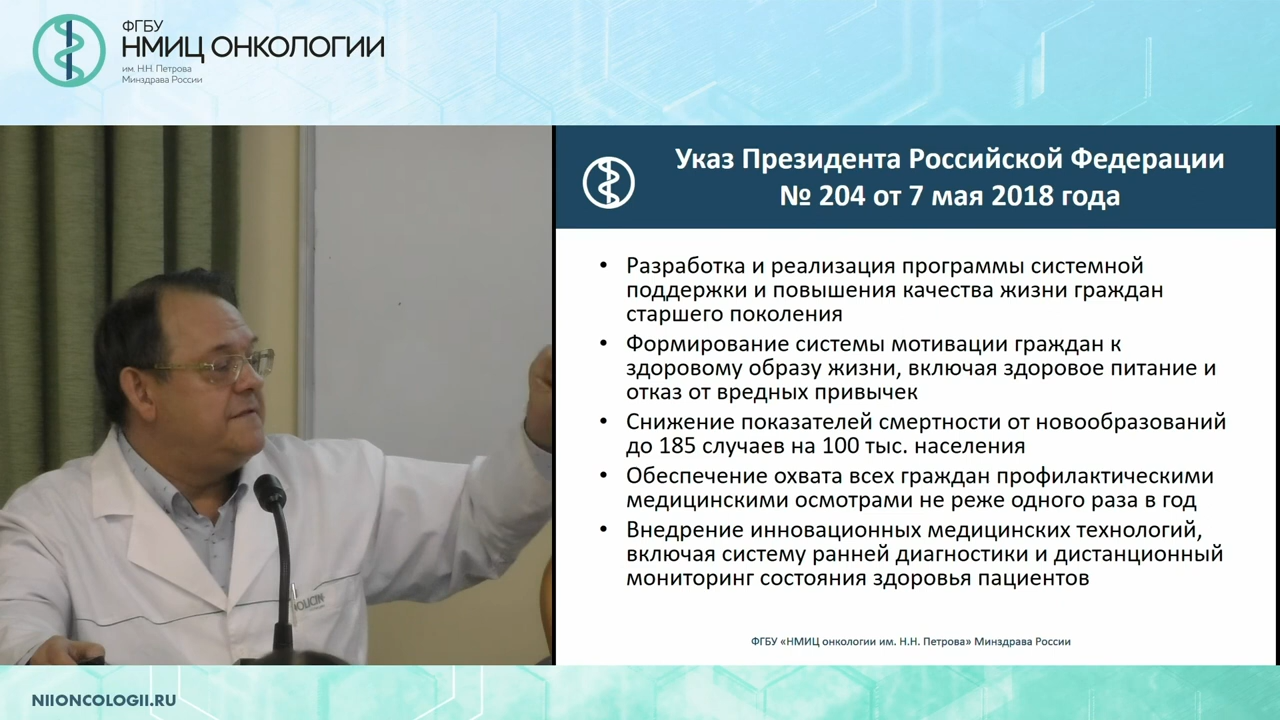 ФГБУ
НМИЦ ОНКОЛОГИИ
им. Н.Н. Петрова
Минздрава России
Указ Президента Российской Федерации
№ 204 от 7 мая 2018 года
• Разработка и реализация программы системной
поддержки и повышения качества жизни граждан
старшего поколения
• Формирование системы мотивации граждан к
здоровому образу жизни, включая здоровое питание и
отказ от вредных привычек
• Снижение показателей смертности от новообразований
до 185 случаев на 100 тыс. населения
• Обеспечение охвата всех граждан профилактическими
медицинскими осмотрами не реже одного раза в год
• Внедрение инновационных медицинских технологий,
включая систему ранней диагностики и дистанционный
мониторинг состояния здоровья пациентов
ФГБУ «НМИЦ онкологии им. Н.Н. Петрова» Минздрава России
NIIONCOLOGII.RU